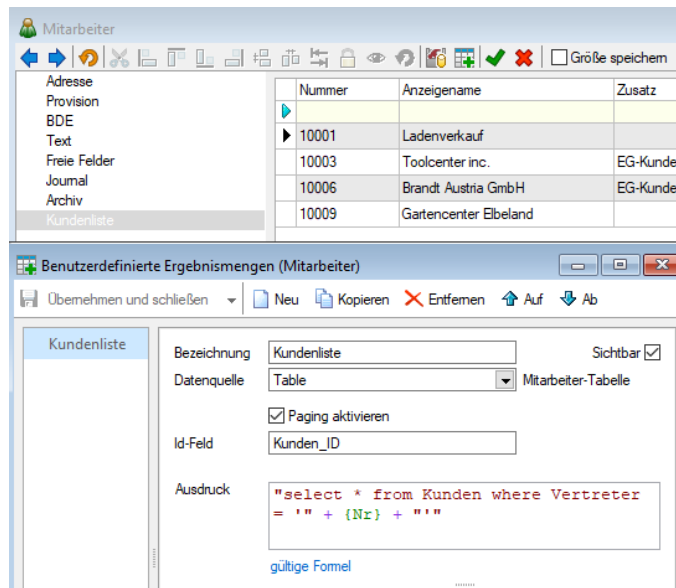 Mitarbeiter
Größe speichern
Adresse
Provision
BDE
Text
Freie Felder
Journal
Archiv
Kundenliste
Nummer Anzeigename Zusatz
10001 Ladenverkauf
10003 Toolcenter inc. EG-Kunde
10006 Brandt Austria GmbH EG-Kunde
10009 Gartencenter Elbeland
Benutzerdefinierte Ergebnismengen (Mitarbeiter)
Übernehmen und schließen Neu Kopieren Entfernen Auf Ab
Kundenliste
Bezeichnung Kundenliste Sichtbar
Datenquelle Table Mitarbeiter-Tabelle
Paging aktivieren
Id-Feld Kunden_ID
Ausdruck "select * from Kunden where Vertreter
= '" + {Nr} + "'"
gültige Formel